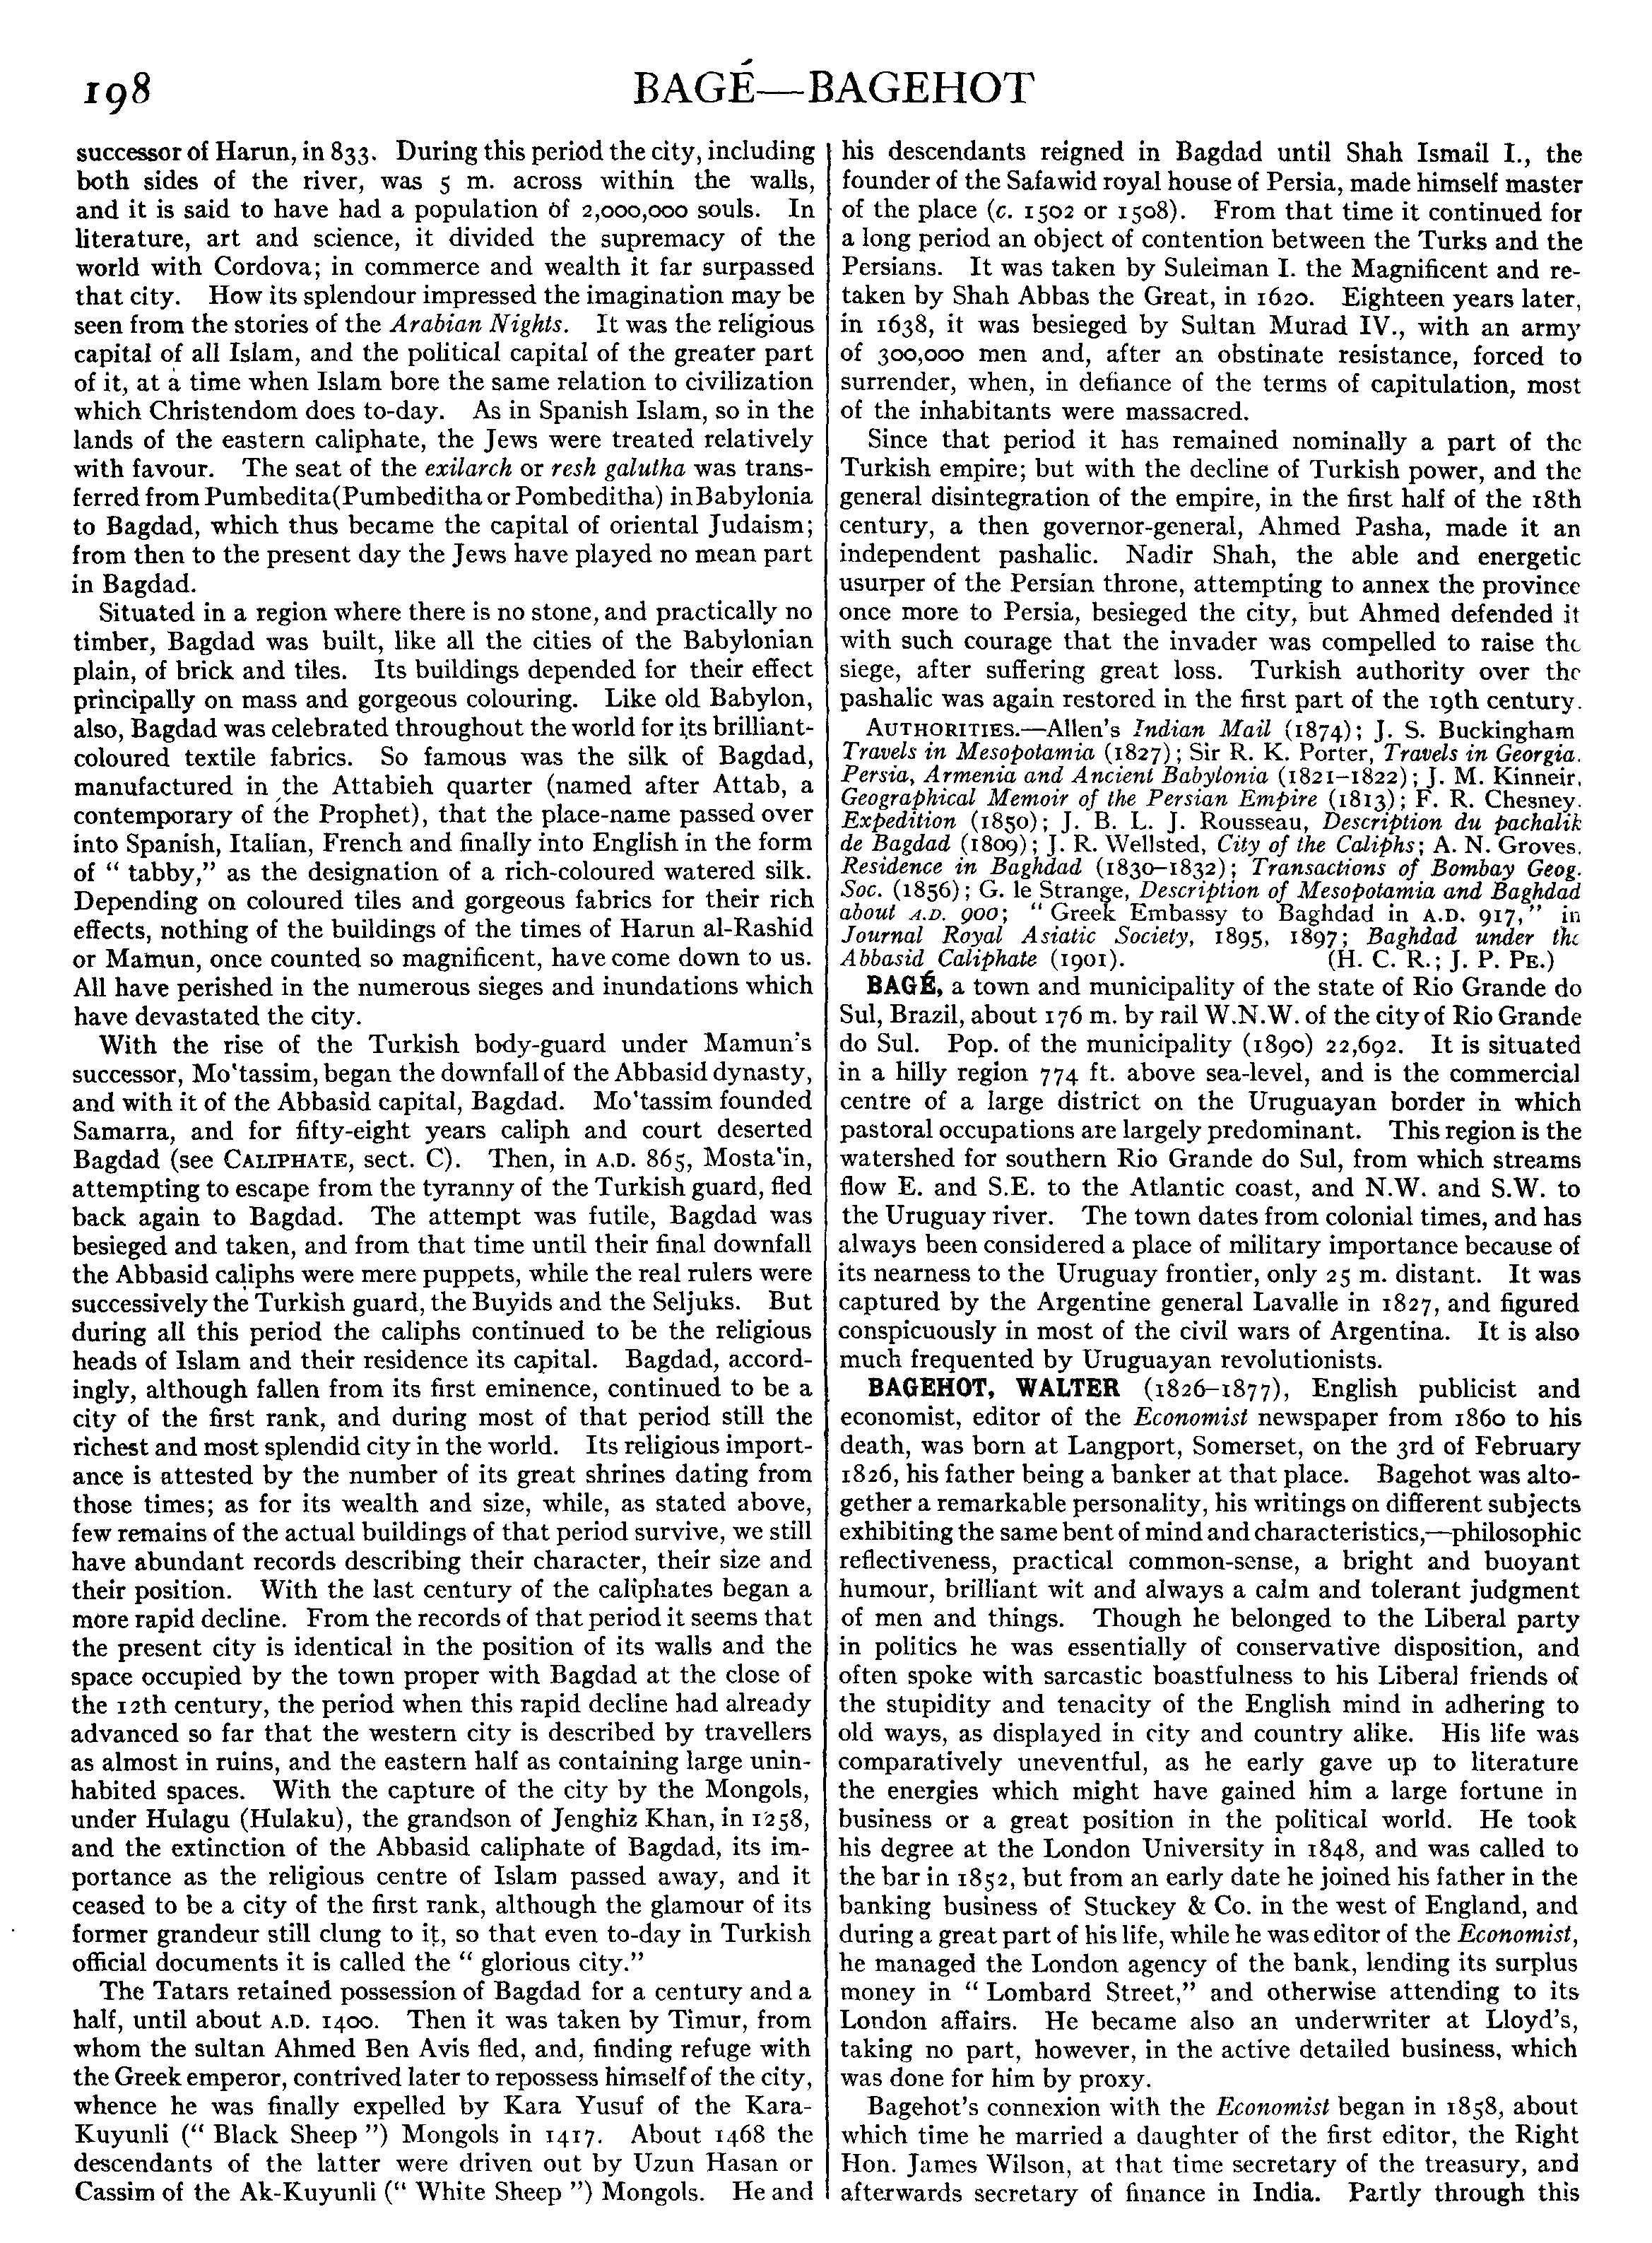 198
BAGÉ—BAGEHOT
successor of Harun, in 833. During this period the city, including
both sides of the river, was 5 m. across within the walls,
and it is said to have had a population of 2,000,000 souls. In
literature, art and science, it divided the supremacy of the
world with Cordova; in commerce and wealth it far surpassed
that city. How its splendour impressed the imagination may be
seen from the stories of the Arabian Nights. It was the religious
capital of all Islam, and the political capital of the greater part
of it, at a time when Islam bore the same relation to civilization
which Christendom does to-day. As in Spanish Islam, so in the
lands of the eastern caliphate, the Jews were treated relatively
with favour. The seat of the exilarch or resh galutha was trans-
ferred from Pumbedita (Pumbeditha or Pombeditha) in Babylonia
to Bagdad, which thus became the capital of oriental Judaism;
from then to the present day the Jews have played no mean part
in Bagdad.
Situated in a region where there is no stone, and practically no
timber, Bagdad was built, like all the cities of the Babylonian
plain, of brick and tiles. Its buildings depended for their effect
principally on mass and gorgeous colouring. Like old Babylon,
also, Bagdad was celebrated throughout the world for its brilliant-
coloured textile fabrics. So famous was the silk of Bagdad,
manufactured in the Attabieh quarter (named after Attab, a
contemporary of the Prophet), that the place-name passed over
into Spanish, Italian, French and finally into English in the form
of " tabby," as the designation of a rich-coloured watered silk.
Depending on coloured tiles and gorgeous fabrics for their rich
effects, nothing of the buildings of the times of Harun al-Rashid
or Mamun, once counted so magnificent, have come down to us.
All have perished in the numerous sieges and inundations which
have devastated the city.
With the rise of the Turkish body-guard under Mamun's
successor, Mo'tassim, began the downfall of the Abbasid dynasty,
and with it of the Abbasid capital, Bagdad. Mo'tassim founded
Samarra, and for fifty-eight years caliph and court deserted
Bagdad (see CALIPHATE, sect. C). Then, in A.D. 865, Mosta'in,
attempting to escape from the tyranny of the Turkish guard, fled
back again to Bagdad. The attempt was futile, Bagdad was
besieged and taken, and from that time until their final downfall
the Abbasid caliphs were mere puppets, while the real rulers were
successively the Turkish guard, the Buyids and the Seljuks. But
during all this period the caliphs continued to be the religious
heads of Islam and their residence its capital. Bagdad, accord-
ingly, although fallen from its first eminence, continued to be a
city of the first rank, and during most of that period still the
richest and most splendid city in the world. Its religious import-
ance is attested by the number of its great shrines dating from
those times; as for its wealth and size, while, as stated above,
few remains of the actual buildings of that period survive, we still
have abundant records describing their character, their size and
their position. With the last century of the caliphates began a
more rapid decline. From the records of that period it seems that
the present city is identical in the position of its walls and the
space occupied by the town proper with Bagdad at the close of
the 12th century, the period when this rapid decline had already
advanced so far that the western city is described by travellers
as almost in ruins, and the eastern half as containing large unin-
habited spaces. With the capture of the city by the Mongols,
under Hulagu (Hulaku), the grandson of Jenghiz Khan, in 1258,
and the extinction of the Abbasid caliphate of Bagdad, its im-
portance as the religious centre of Islam passed away, and it
ceased to be a city of the first rank, although the glamour of its
former grandeur still clung to it, so that even to-day in Turkish
official documents it is called the " glorious city."
The Tatars retained possession of Bagdad for a century and a
half, until about A.D. 1400. Then it was taken by Timur, from
whom the sultan Ahmed Ben Avis fled, and, finding refuge with
the Greek emperor, contrived later to repossess himself of the city,
whence he was finally expelled by Kara Yusuf of the Kara-
Kuyunli (" Black Sheep ") Mongols in 1417. About 1468 the
descendants of the latter were driven out by Uzun Hasan or
Cassim of the Ak-Kuyunli (" White Sheep ") Mongols. He and
his descendants reigned in Bagdad until Shah Ismail I., the
founder of the Safawid royal house of Persia, made himself master
of the place (c. 1502 or 1508). From that time it continued for
a long period an object of contention between the Turks and the
Persians. It was taken by Suleiman I. the Magnificent and re-
taken by Shah Abbas the Great, in 1620. Eighteen years later,
in 1638, it was besieged by Sultan Murad IV., with an army
of 300,000 men and, after an obstinate resistance, forced to
surrender, when, in defiance of the terms of capitulation, most
of the inhabitants were massacred.
Since that period it has remained nominally a part of the
Turkish empire; but with the decline of Turkish power, and the
general disintegration of the empire, in the first half of the 18th
century, a then governor-general, Ahmed Pasha, made it an
independent pashalic. Nadir Shah, the able and energetic
usurper of the Persian throne, attempting to annex the province
once more to Persia, besieged the city, but Ahmed defended it
with such courage that the invader was compelled to raise the
siege, after suffering great loss. Turkish authority over the
pashalic was again restored in the first part of the 19th century.
AUTHORITIES.—Allen's Indian Mail (1874); J. S. Buckingham
Travels in Mesopotamia (1827); Sir R. K. Porter, Travels in Georgia,
Persia, Armenia and Ancient Babylonia (1821-1822); J. M. Kinneir,
Geographical Memoir of the Persian Empire (1813); F. R. Chesney.
Expedition (1850); J. B. L. J. Rousseau, Description du pachalik
de Bagdad (1809); J. R. Wellsted, City of the Caliphs; A. N. Groves,
Residence in Baghdad (1830-1832); Transactions of Bombay Geog.
Soc. (1856); G. le Strange, Description of Mesopotamia and Baghdad
about A.D. 900; " Greek Embassy to Baghdad in A.D. 917," in
Journal Royal Asiatic Society, 1895, 1897; Baghdad under the
Abbasid Caliphate (1901). (H. C. R.; J. P. PE.)
BAGÉ, a town and municipality of the state of Rio Grande do
Sul, Brazil, about 176 m. by rail W.N.W. of the city of Rio Grande
do Sul. Pop. of the municipality (1890) 22,692. It is situated
in a hilly region 774 ft. above sea-level, and is the commercial
centre of a large district on the Uruguayan border in which
pastoral occupations are largely predominant. This region is the
watershed for southern Rio Grande do Sul, from which streams
flow E. and S.E. to the Atlantic coast, and N.W. and S.W. to
the Uruguay river. The town dates from colonial times, and has
always been considered a place of military importance because of
its nearness to the Uruguay frontier, only 25 m. distant. It was
captured by the Argentine general Lavalle in 1827, and figured
conspicuously in most of the civil wars of Argentina. It is also
much frequented by Uruguayan revolutionists.
BAGEHOT, WALTER (1826-1877), English publicist and
economist, editor of the Economist newspaper from 1860 to his
death, was born at Langport, Somerset, on the 3rd of February
1826, his father being a banker at that place. Bagehot was alto-
gether a remarkable personality, his writings on different subjects
exhibiting the same bent of mind and characteristics,—philosophic
reflectiveness, practical common-sense, a bright and buoyant
humour, brilliant wit and always a calm and tolerant judgment
of men and things. Though he belonged to the Liberal party
in politics he was essentially of conservative disposition, and
often spoke with sarcastic boastfulness to his Liberal friends of
the stupidity and tenacity of the English mind in adhering to
old ways, as displayed in city and country alike. His life was
comparatively uneventful, as he early gave up to literature
the energies which might have gained him a large fortune in
business or a great position in the political world. He took
his degree at the London University in 1848, and was called to
the bar in 1852, but from an early date he joined his father in the
banking business of Stuckey & Co. in the west of England, and
during a great part of his life, while he was editor of the Economist,
he managed the London agency of the bank, lending its surplus
money in " Lombard Street," and otherwise attending to its
London affairs. He became also an underwriter at Lloyd's,
taking no part, however, in the active detailed business, which
was done for him by proxy.
Bagehot's connexion with the Economist began in 1858, about
which time he married a daughter of the first editor, the Right
Hon. James Wilson, at that time secretary of the treasury, and
afterwards secretary of finance in India. Partly through this